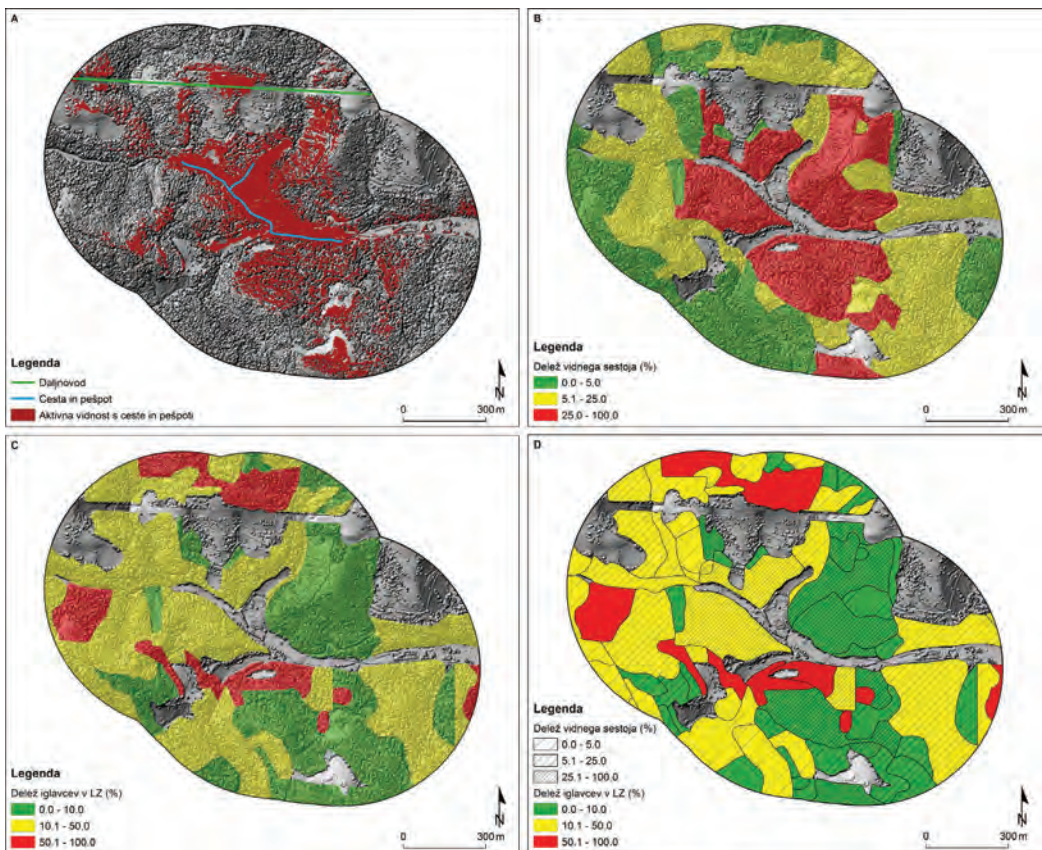 A
Legenda
Daljnovod
Cesta in pešpot
Aktivna vidnost s ceste in pešpoti
N
0 300 m
B
Legenda
Delež vidnega sestoja (%)
0.0 - 5.0
5.1 - 25.0
25.0 - 100.0
N
0 300 m
C
Legenda
Delež iglavcev v LZ (%)
0.0 - 10.0
10.1 - 50.0
50.1 - 100.0
N
0 300 m
D
Legenda
Delež vidnega sestoja (%)
0.0 - 5.0
5.1 - 25.0
25.1 - 100.0
Delež iglavcev v LZ (%)
0.0 - 10.0
10.1 - 50.0
50.1 - 100.0
N
0 300 m